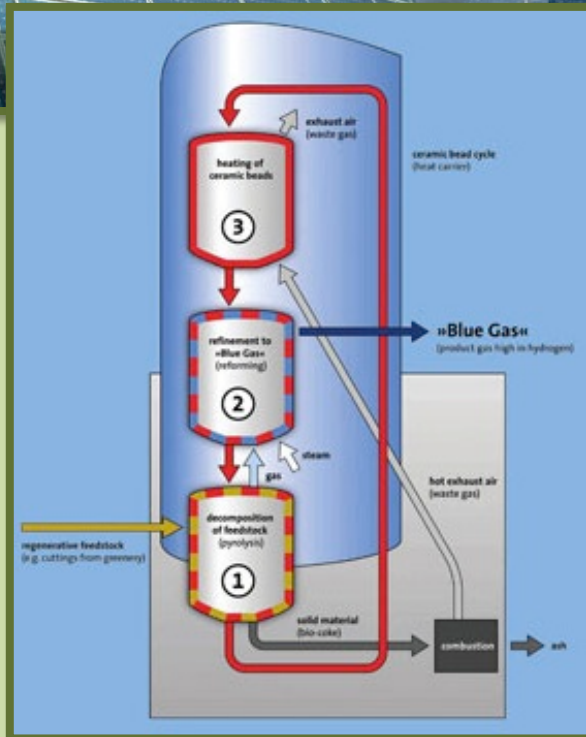 exhaust air
(waste gas)
ceramic bead cycle
(heat carrier)
heating of
ceramic beads
3
»Blue Gas«
(product gas high in hydrogen)
refinement to
»Blue Gas«
(reforming)
2
steam
gas
hot exhaust air
(waste gas)
decomposition
of feedstock
(pyrolysis)
1
regenerative feedstock
(e.g. cuttings from greenery)
solid material
(bio-coke)
combustion
ash